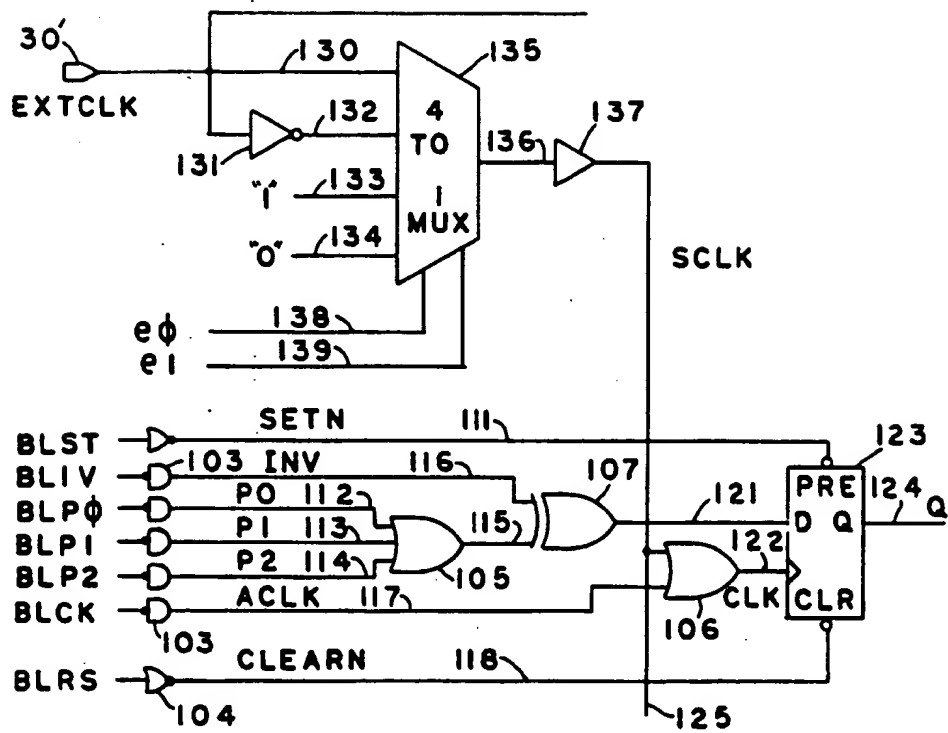 30'
EXTCLK
130
135
131
132
4
TO
1
MUX
136
137
"1"
133
"0"
134
SCLK
eϕ
138
e1
139
BLST
SETN
111
123
BLIV
103
INV
116
107
PRE
124
Q
BLPϕ
PO
112
121
D
Q
BLP1
P1
113
115
122
BLP2
P2
114
105
BLCK
ACLK
117
CLK
CLR
103
106
BLRS
CLEARN
118
104
125